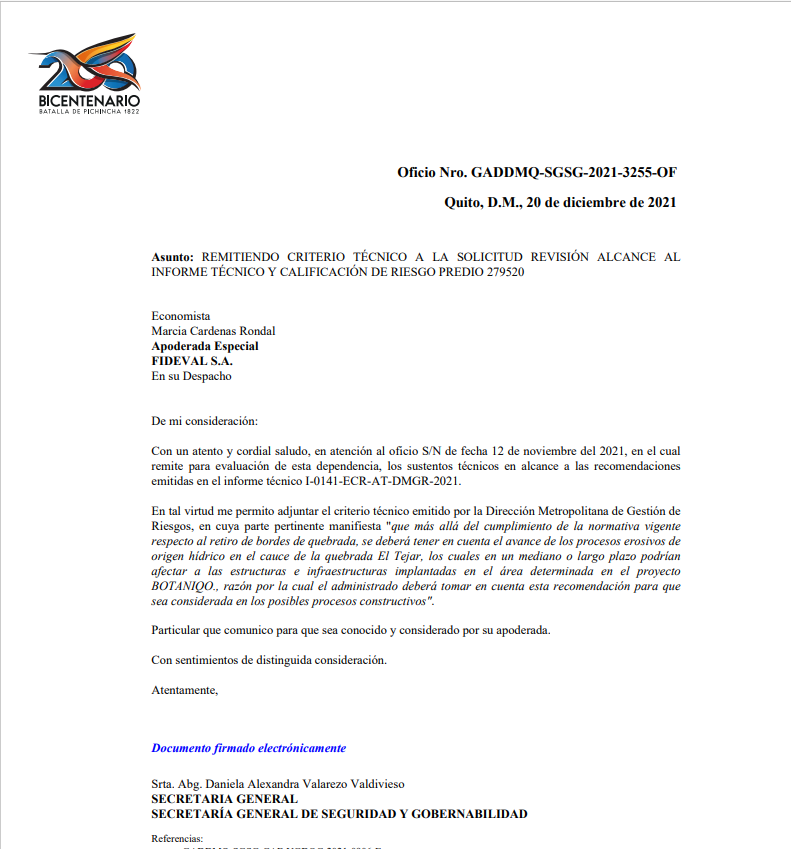 200
BICENTENARIO
BATALLA DE PICHINCHA 1822
Oficio Nro. GADDMQ-SGSG-2021-3255-OF
Quito, D.M., 20 de diciembre de 2021
Asunto: REMITIENDO CRITERIO TÉCNICO A LA SOLICITUD REVISIÓN ALCANCE AL
INFORME TÉCNICO Y CALIFICACIÓN DE RIESGO PREDIO 279520
Economista
Marcia Cardenas Rondal
Apoderada Especial
FIDEVAL S.A.
En su Despacho
De mi consideración:
Con un atento y cordial saludo, en atención al oficio S/N de fecha 12 de noviembre del 2021, en el cual
remite para evaluación de esta dependencia, los sustentos técnicos en alcance a las recomendaciones
emitidas en el informe técnico I-0141-ECR-AT-DMGR-2021.
En tal virtud me permito adjuntar el criterio técnico emitido por la Dirección Metropolitana de Gestión de
Riesgos, en cuya parte pertinente manifiesta "que más allá del cumplimiento de la normativa vigente
respecto al retiro de bordes de quebrada, se deberá tener en cuenta el avance de los procesos erosivos de
origen hídrico en el cauce de la quebrada El Tejar, los cuales en un mediano o largo plazo podrían
afectar a las estructuras e infraestructuras implantadas en el área determinada en el proyecto
BOTANIQO., razón por la cual el administrado deberá tomar en cuenta esta recomendación para que
sea considerada en los posibles procesos constructivos".
Particular que comunico para que sea conocido y considerado por su apoderada.
Con sentimientos de distinguida consideración.
Atentamente,
Documento firmado electrónicamente
Srta. Abg. Daniela Alexandra Valarezo Valdivieso
SECRETARIA GENERAL
SECRETARÍA GENERAL DE SEGURIDAD Y GOBERNABILIDAD
Referencias: